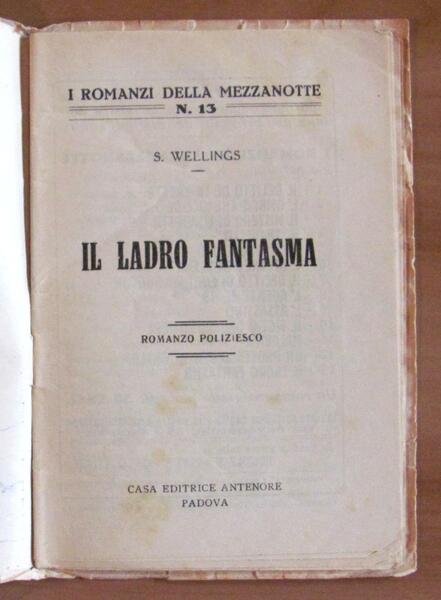 I ROMANZI DELLA MEZZANOTTE
N. 13
S. WELLINGS
IL LADRO FANTASMA
ROMANZO POLIZIESCO
CASA EDITRICE ANTENORE
PADOVA